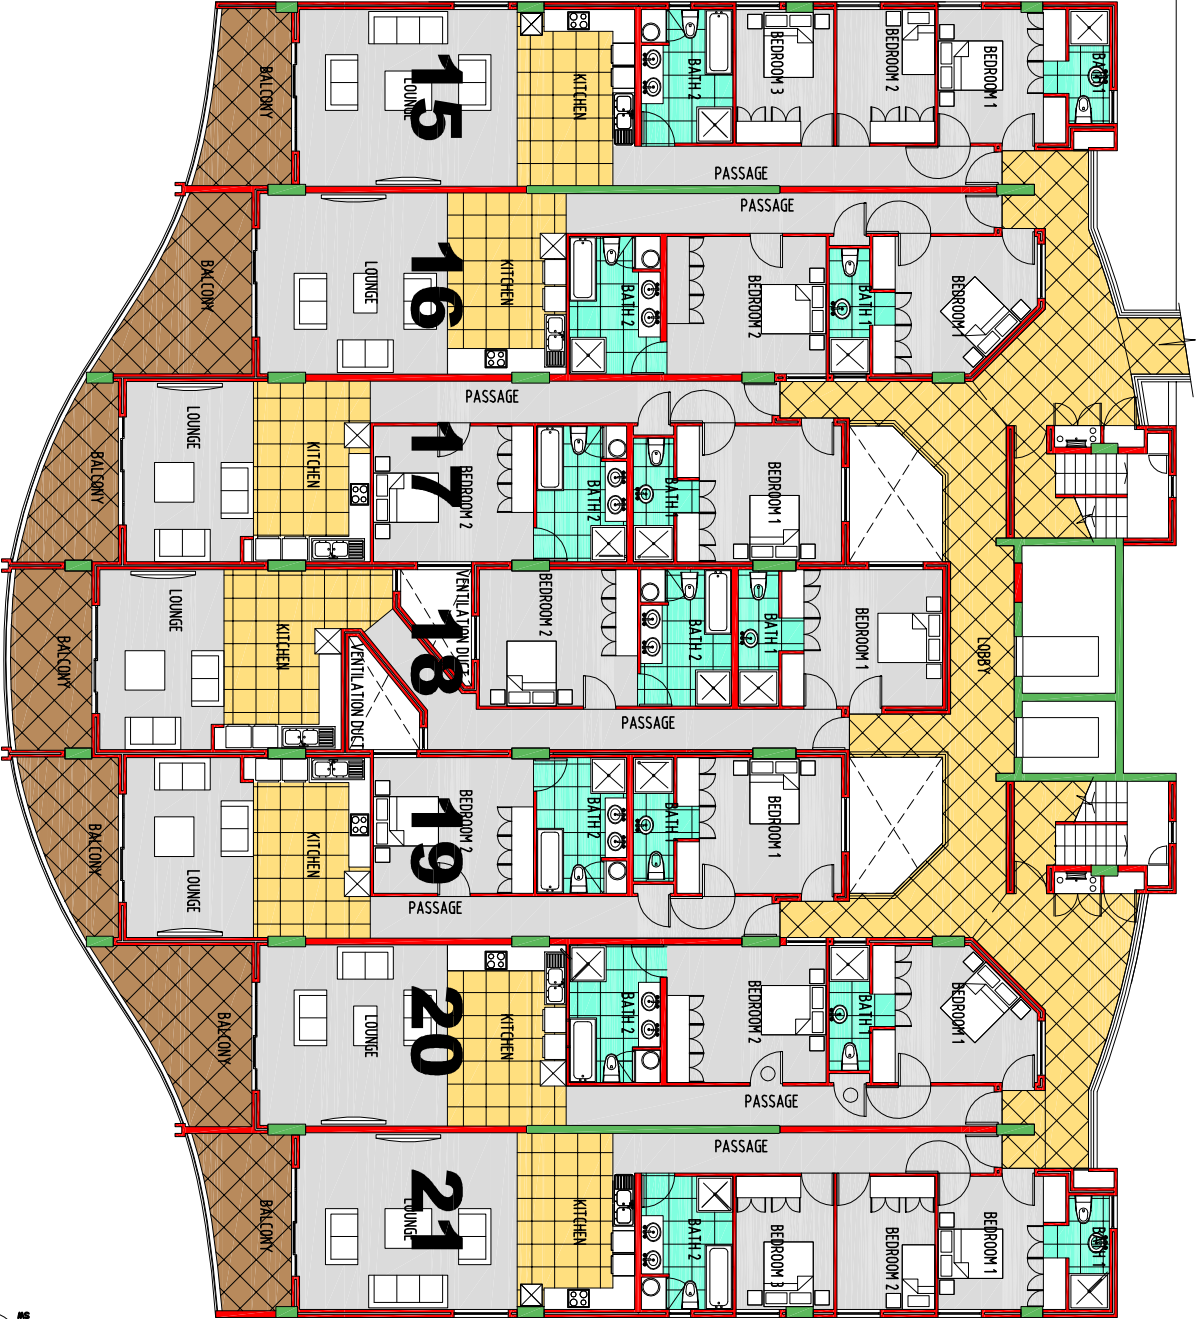 BALCONY
LOUNGE
15
KITCHEN
BATH 2
BEDROOM 3
BEDROOM 2
BEDROOM 1
BATH 1
PASSAGE
PASSAGE
BALCONY
LOUNGE
16
KITCHEN
BATH 2
BEDROOM 2
BATH 1
BEDROOM 1
PASSAGE
BALCONY
LOUNGE
KITCHEN
17
BEDROOM 2
BATH 2
BATH 1
BEDROOM 1
BALCONY
LOUNGE
KITCHEN
VENTILATION DUCT
VENTILATION DUCT
18
BEDROOM 2
BATH 2
BATH 1
BEDROOM 1
LOBBY
PASSAGE
BALCONY
LOUNGE
KITCHEN
19
BEDROOM 2
BATH 2
BATH 1
BEDROOM 1
PASSAGE
BALCONY
LOUNGE
20
KITCHEN
BATH 2
BEDROOM 2
BATH 1
BEDROOM 1
PASSAGE
PASSAGE
BALCONY
LOUNGE
21
KITCHEN
BATH 2
BEDROOM 3
BEDROOM 2
BEDROOM 1
BATH 1